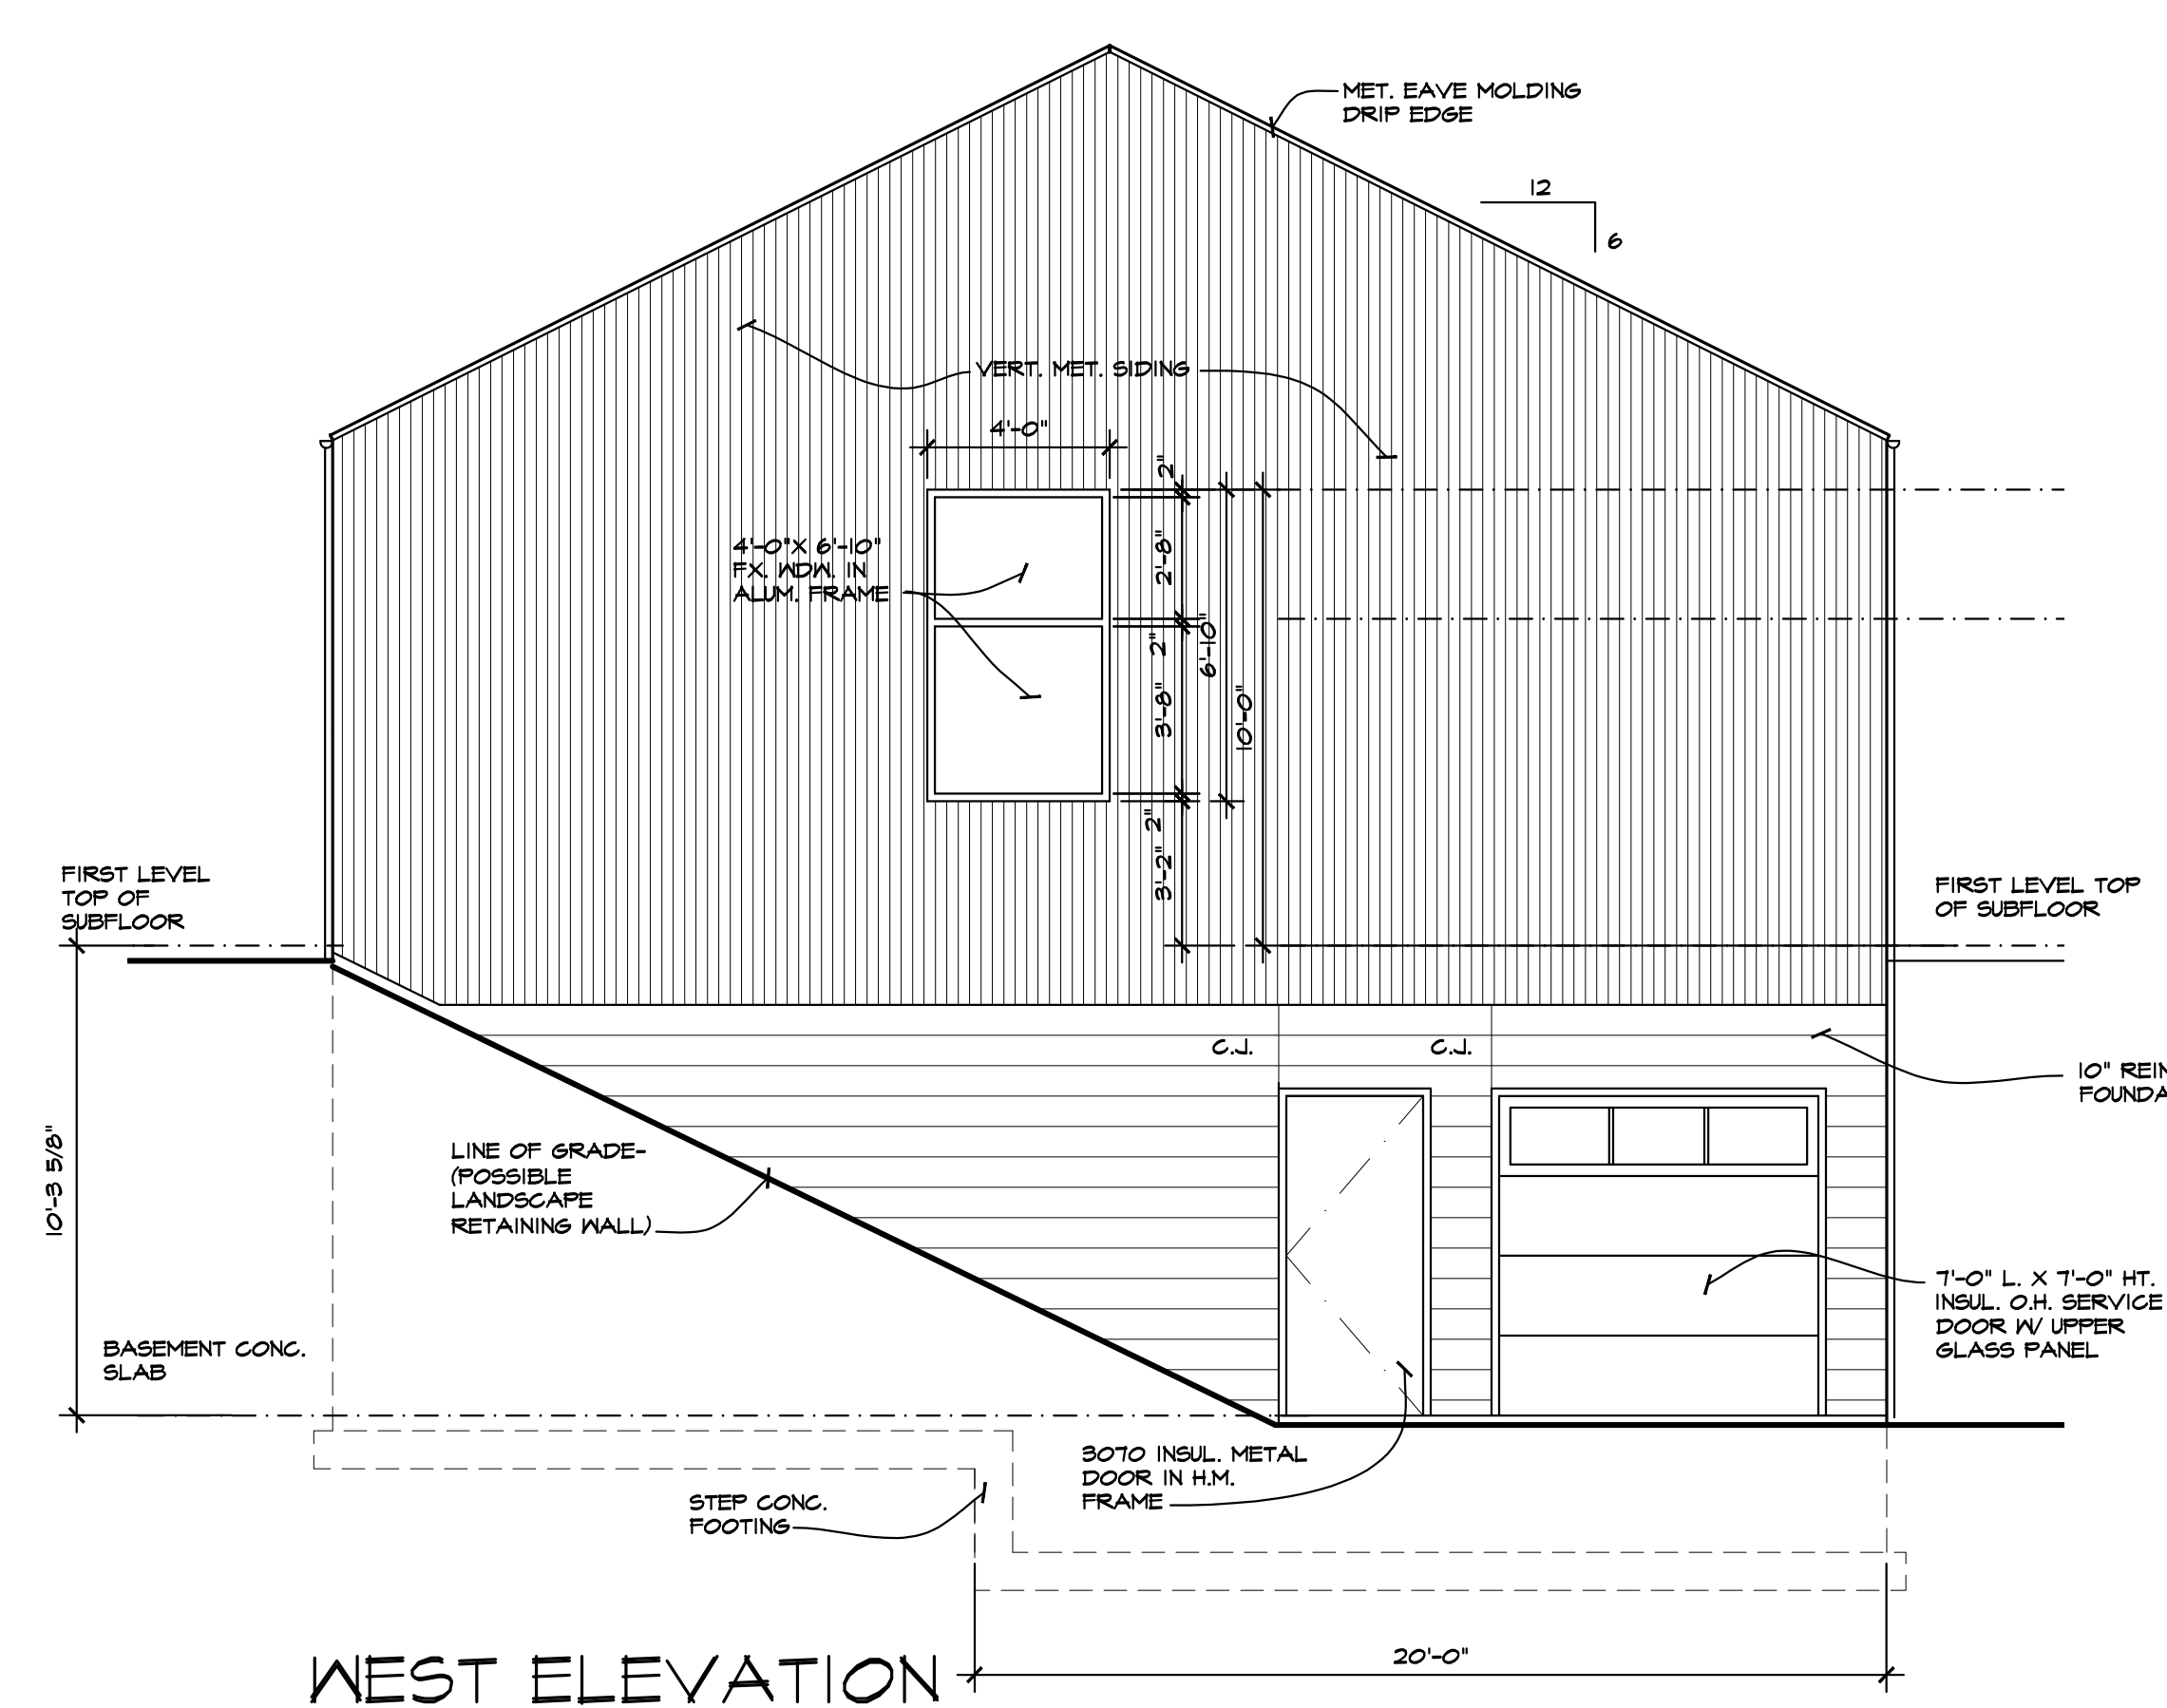 MET. EAVE MOLDING
DRIP EDGE
12
6
VERT. MET. SIDING
4'-0"
2"
4'-0"X 6'-10"
FX. WDW. IN
ALUM. FRAME
2'-8"
2"
6'-10"
3'-8"
10'-0"
2"
3'-2"
FIRST LEVEL
TOP OF
SUBFLOOR
FIRST LEVEL TOP
OF SUBFLOOR
C.J.
C.J.
10" REIN
FOUNDA
10'-3 5/8"
LINE OF GRADE-
(POSSIBLE
LANDSCAPE
RETAINING WALL)
7'-0" L. X 7'-0" HT.
INSUL. O.H. SERVICE
DOOR W/ UPPER
GLASS PANEL
BASEMENT CONC.
SLAB
3070 INSUL. METAL
DOOR IN H.M.
FRAME
STEP CONC.
FOOTING
20'-0"
WEST ELEVATION